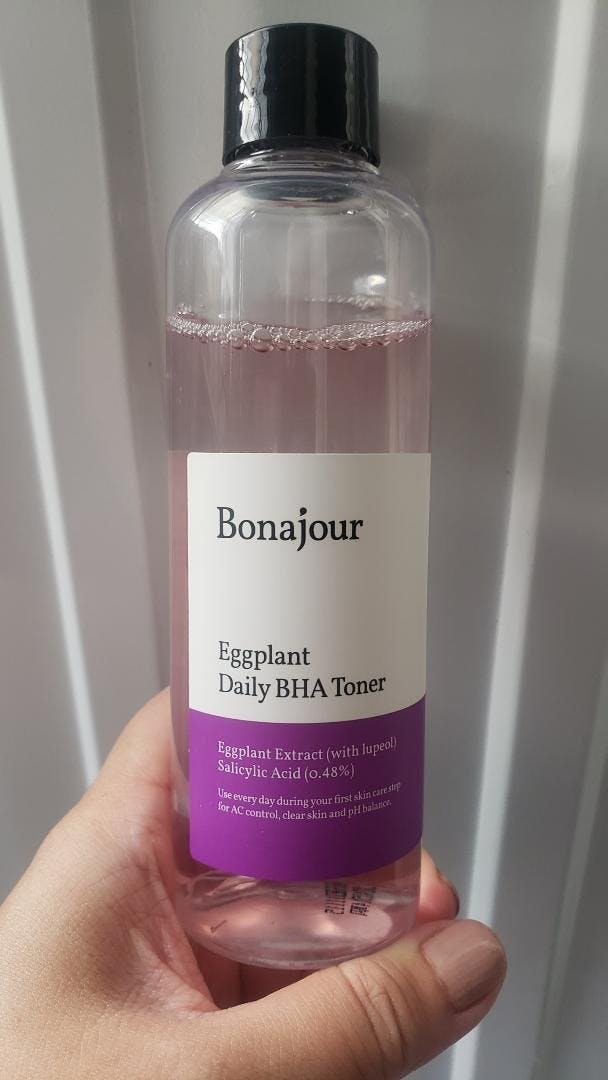 Bonajour
Eggplant
Daily BHA Toner
Eggplant Extract (with lupeol)
Salicylic Acid (0.48%)
Use every day during your first skin care step
for AC control, clear skin and pH balance.